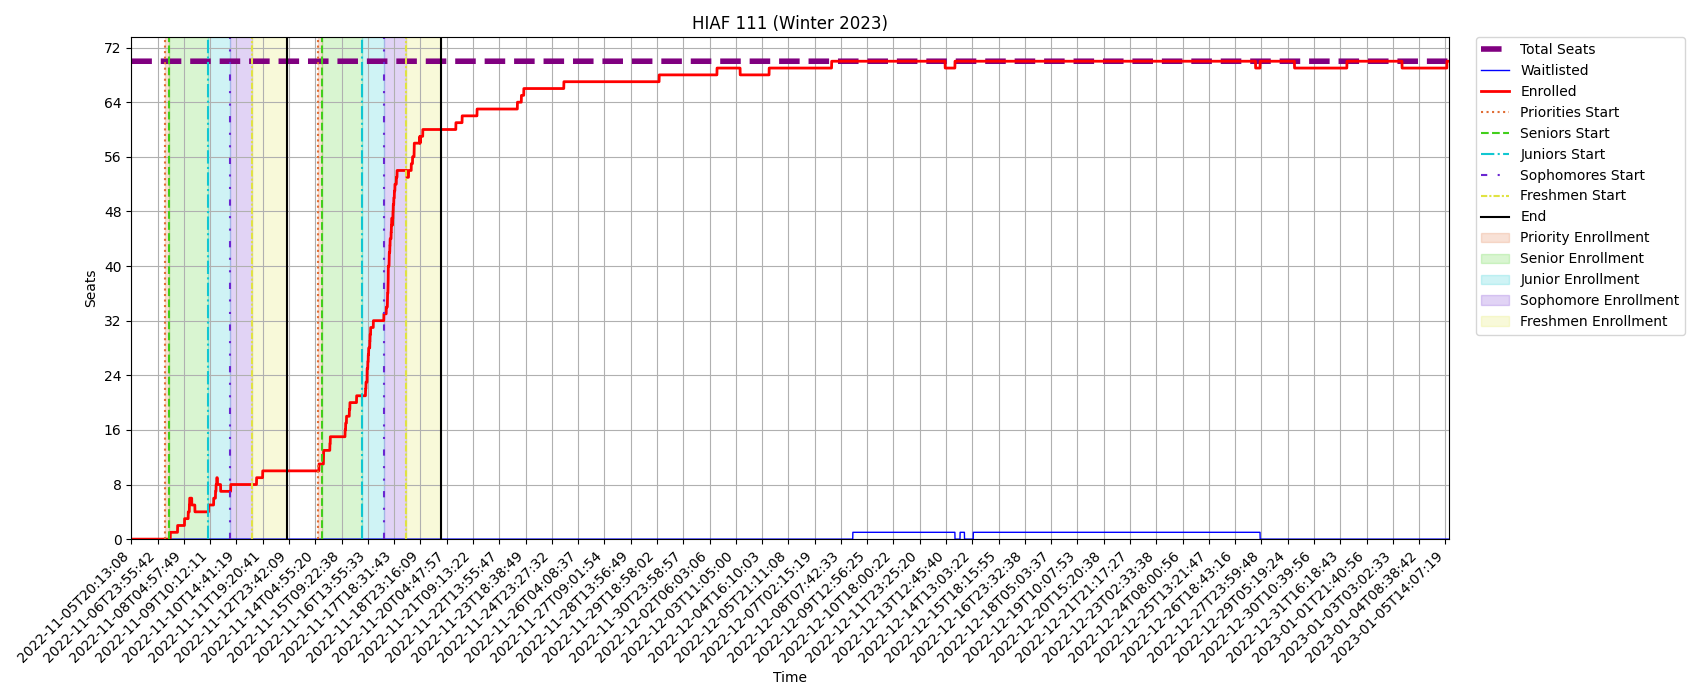 HIAF 111 (Winter 2023)
72
64
56
48
40
32
24
16
8
0
Seats
2022-11-05T20:13:08
2022-11-06T23:55:42
2022-11-08T04:57:49
2022-11-09T10:12:11
2022-11-10T14:41:19
2022-11-11T19:20:41
2022-11-12T23:42:09
2022-11-14T04:55:20
2022-11-15T09:22:38
2022-11-16T13:55:33
2022-11-17T18:31:43
2022-11-18T23:16:09
2022-11-20T04:47:57
2022-11-21T09:13:22
2022-11-22T13:55:47
2022-11-23T18:38:49
2022-11-24T23:27:32
2022-11-26T04:08:37
2022-11-27T09:01:54
2022-11-28T13:56:49
2022-11-29T18:58:02
2022-11-30T23:58:57
2022-12-02T06:03:06
2022-12-03T11:05:00
2022-12-04T16:10:03
2022-12-05T21:11:08
2022-12-07T02:15:19
2022-12-08T07:42:33
2022-12-09T12:56:25
2022-12-10T18:00:22
2022-12-11T23:25:20
2022-12-13T12:45:40
2022-12-14T13:03:22
2022-12-15T18:15:55
2022-12-16T23:32:38
2022-12-18T05:03:37
2022-12-19T10:07:53
2022-12-20T15:20:38
2022-12-21T21:17:27
2022-12-23T02:33:38
2022-12-24T08:00:56
2022-12-25T13:21:47
2022-12-26T18:43:16
2022-12-27T23:59:48
2022-12-29T05:19:24
2022-12-30T10:39:56
2022-12-31T16:18:43
2023-01-01T21:40:56
2023-01-03T03:02:33
2023-01-04T08:38:42
2023-01-05T14:07:19
Time
Total Seats
Waitlisted
Enrolled
Priorities Start
Seniors Start
Juniors Start
Sophomores Start
Freshmen Start
End
Priority Enrollment
Senior Enrollment
Junior Enrollment
Sophomore Enrollment
Freshmen Enrollment